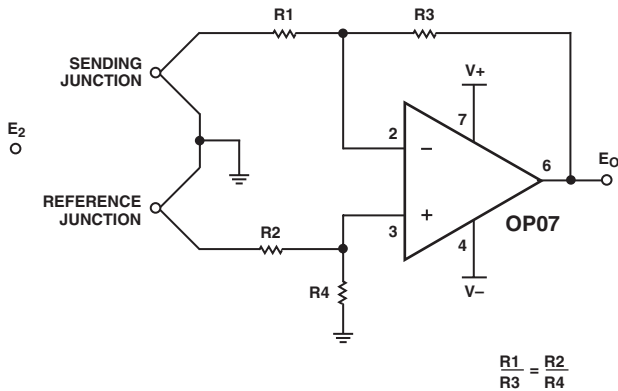 R1
R3
SENDING
JUNCTION
V+
7
E2
2
–
6
EO
REFERENCE
JUNCTION
+
3
OP07
R2
4
R4
V–
R1 = R2
R3   R4